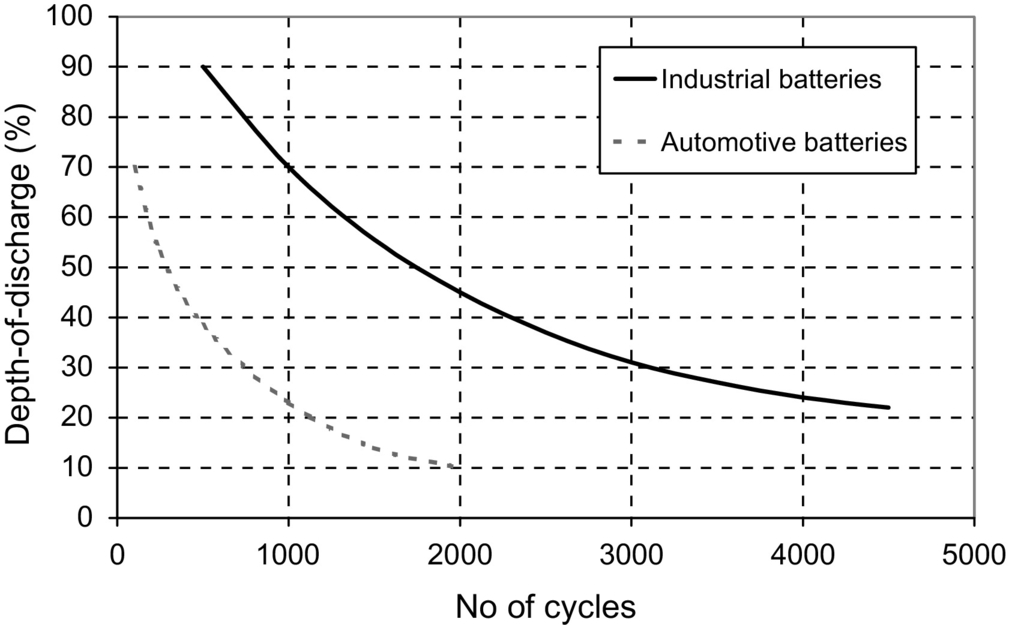 100
90
80
70
60
50
40
30
20
10
0
Depth-of-discharge (%)
Industrial batteries
Automotive batteries
0 1000 2000 3000 4000 5000
No of cycles